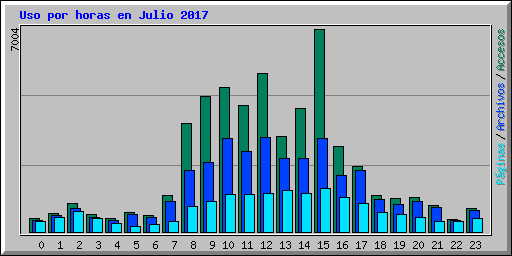 Uso por horas en Julio 2017
7004
Páginas / Archivos / Accesos
0 1 2 3 4 5 6 7 8 9 10 11 12 13 14 15 16 17 18 19 20 21 22 23